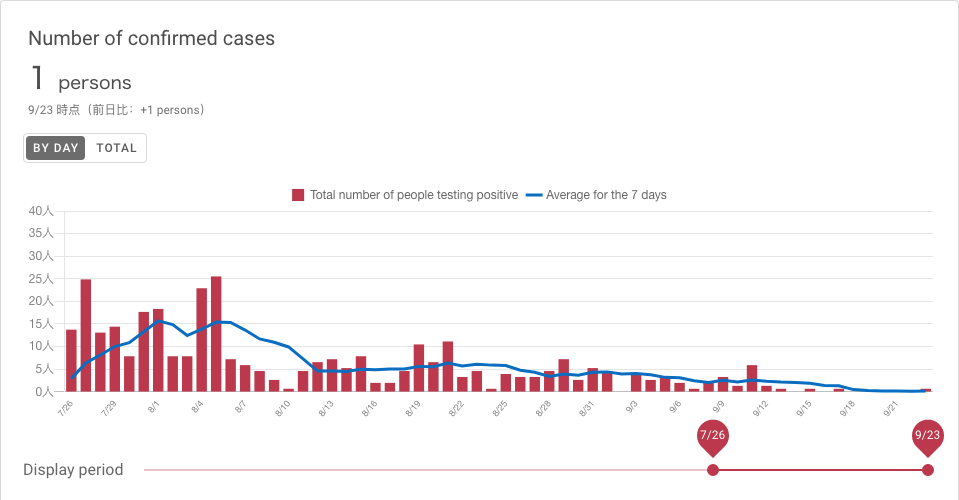 Number of confirmed cases
1 persons
9/23 時点（前日比：+1 persons）
BY DAY TOTAL
Total number of people testing positive Average for the 7 days
40人
35人
30人
25人
20人
15人
10人
5人
0人
7/26 7/29 8/1 8/4 8/7 8/10 8/13 8/16 8/19 8/22 8/25 8/28 8/31 9/3 9/6 9/9 9/12 9/15 9/18 9/21
7/26 9/23
Display period